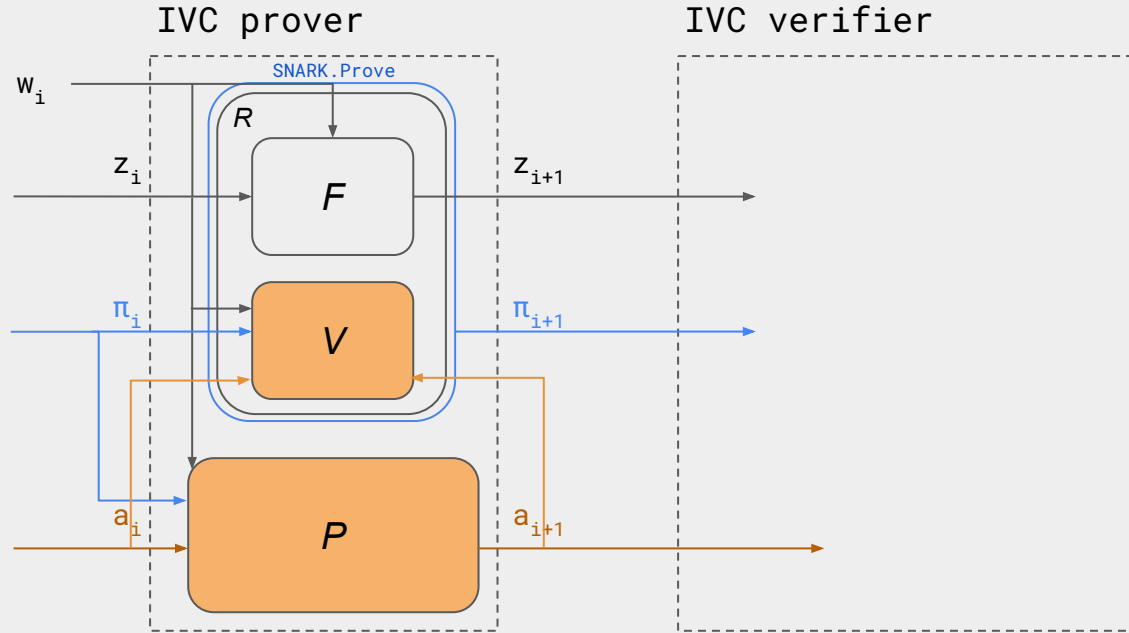 IVC prover
IVC verifier
SNARK.Prove
w_i
R
z_i
F
z_{i+1}
π_i
V
π_{i+1}
a_i
P
a_{i+1}